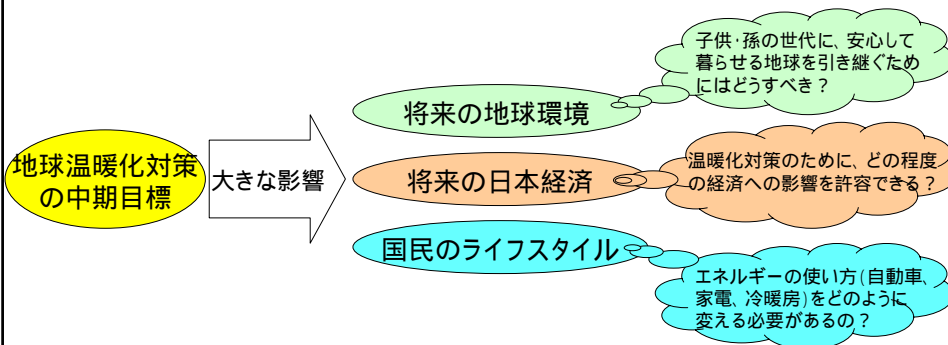 地球温暖化対策
の中期目標
大きな影響
将来の地球環境
子供・孫の世代に、安心して
暮らせる地球を引き継ぐため
にはどうすべき?
将来の日本経済
温暖化対策のために、どの程度
の経済への影響を許容できる?
国民のライフスタイル
エネルギーの使い方(自動車、
家電、冷暖房)をどのように
変える必要があるの?